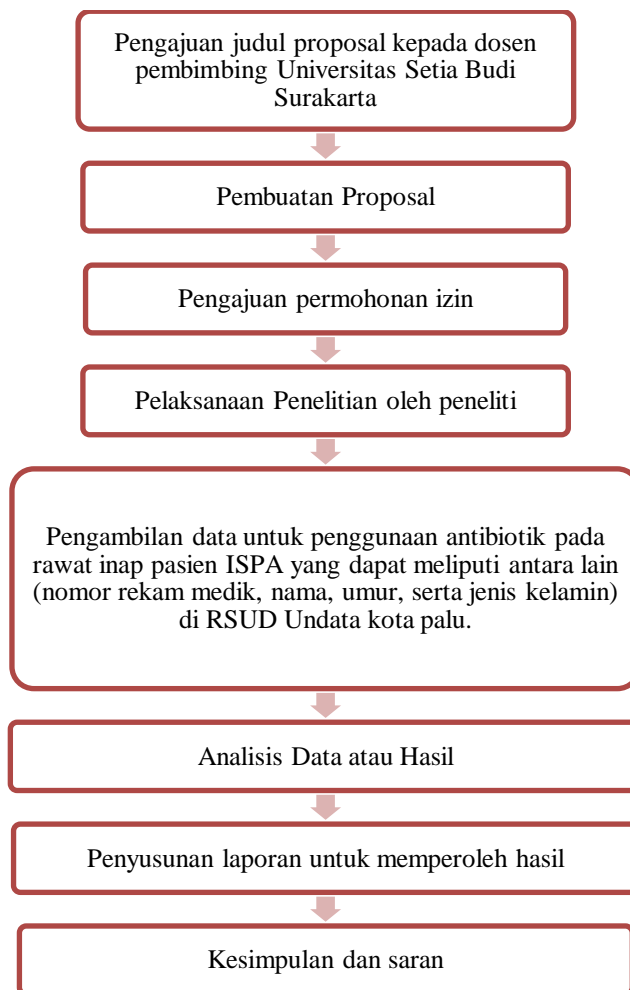 Pengajuan judul proposal kepada dosen
pembimbing Universitas Setia Budi
Surakarta
Pembuatan Proposal
Pengajuan permohonan izin
Pelaksanaan Penelitian oleh peneliti
Pengambilan data untuk penggunaan antibiotik pada
rawat inap pasien ISPA yang dapat meliputi antara lain
(nomor rekam medik, nama, umur, serta jenis kelamin)
di RSUD Undata kota palu.
Analisis Data atau Hasil
Penyusunan laporan untuk memperoleh hasil
Kesimpulan dan saran